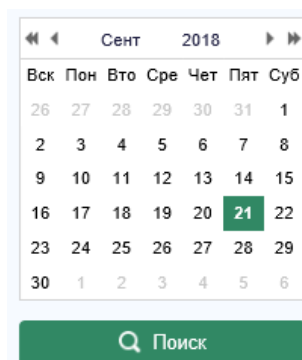 Сент 2018
Вск Пон Вто Сре Чет Пят Суб
26 27 28 29 30 31 1
2 3 4 5 6 7 8
9 10 11 12 13 14 15
16 17 18 19 20 21 22
23 24 25 26 27 28 29
30 1 2 3 4 5 6
Поиск